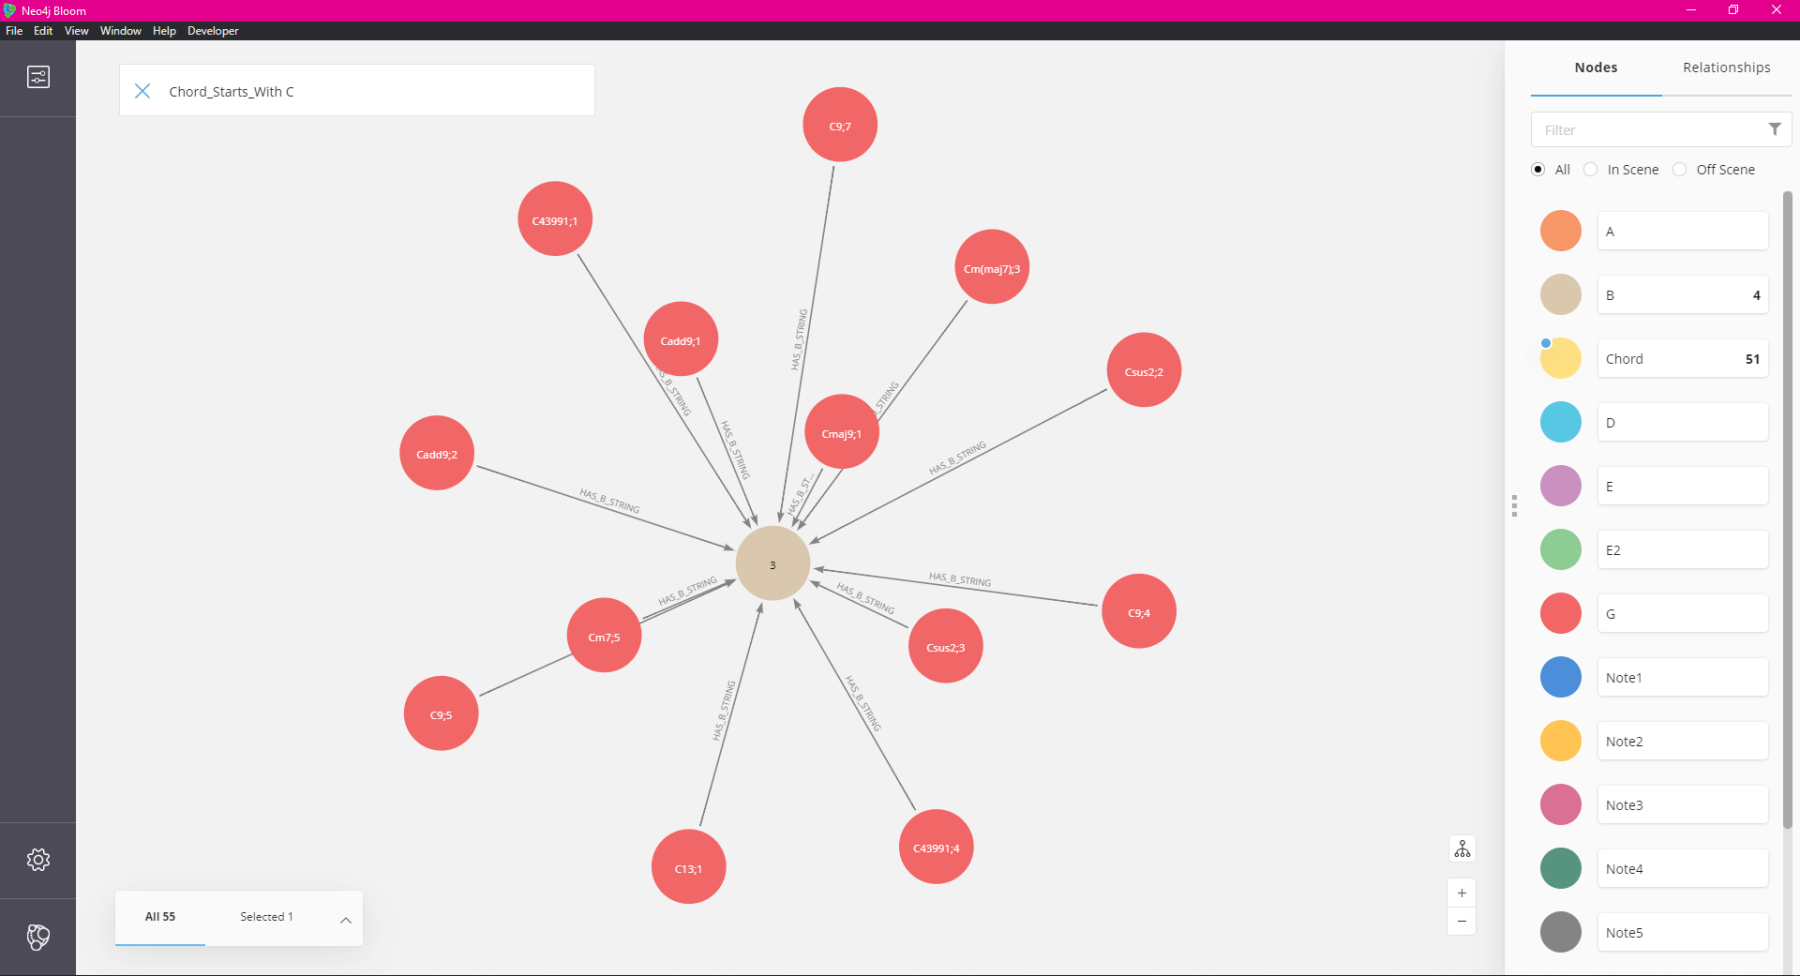 Neo4j Bloom
File Edit View Window Help Developer
Chord_Starts_With C
C9;7
C43991;1
Cm(maj7);3
Cadd9;1
Csus2;2
Cmaj9;1
Cadd9;2
3
Cm7;5
C9;4
Csus2;3
C9;5
C13;1
C43991;4
HAS_B_STRING
AS_B_STRING
HAS_B_STRING
_STRING
HAS_B_STRING
HAS_B_ST...
HAS_B_STRING
HAS_B_STRING
HAS_B_STRING
HAS_B_STRING
HAS_B_STRING
HAS_B_STRING
All 55 Selected 1
Nodes Relationships
Filter
All In Scene Off Scene
A
B 4
Chord 51
D
E
E2
G
Note1
Note2
Note3
Note4
Note5